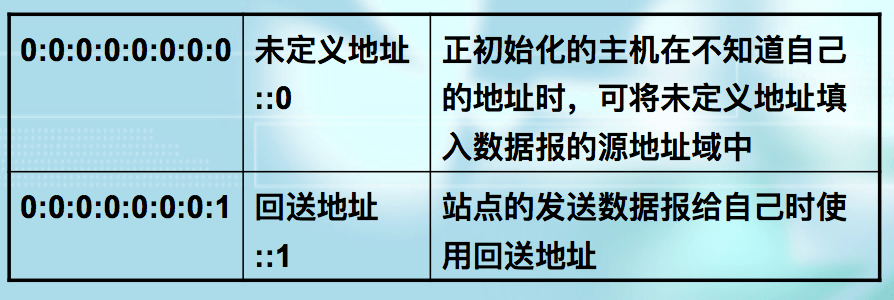 0:0:0:0:0:0:0:0
未定义地址
::0
正初始化的主机在不知道自己
的地址时，可将未定义地址填
入数据报的源地址域中
0:0:0:0:0:0:0:1
回送地址
::1
站点的发送数据报给自己时使
用回送地址